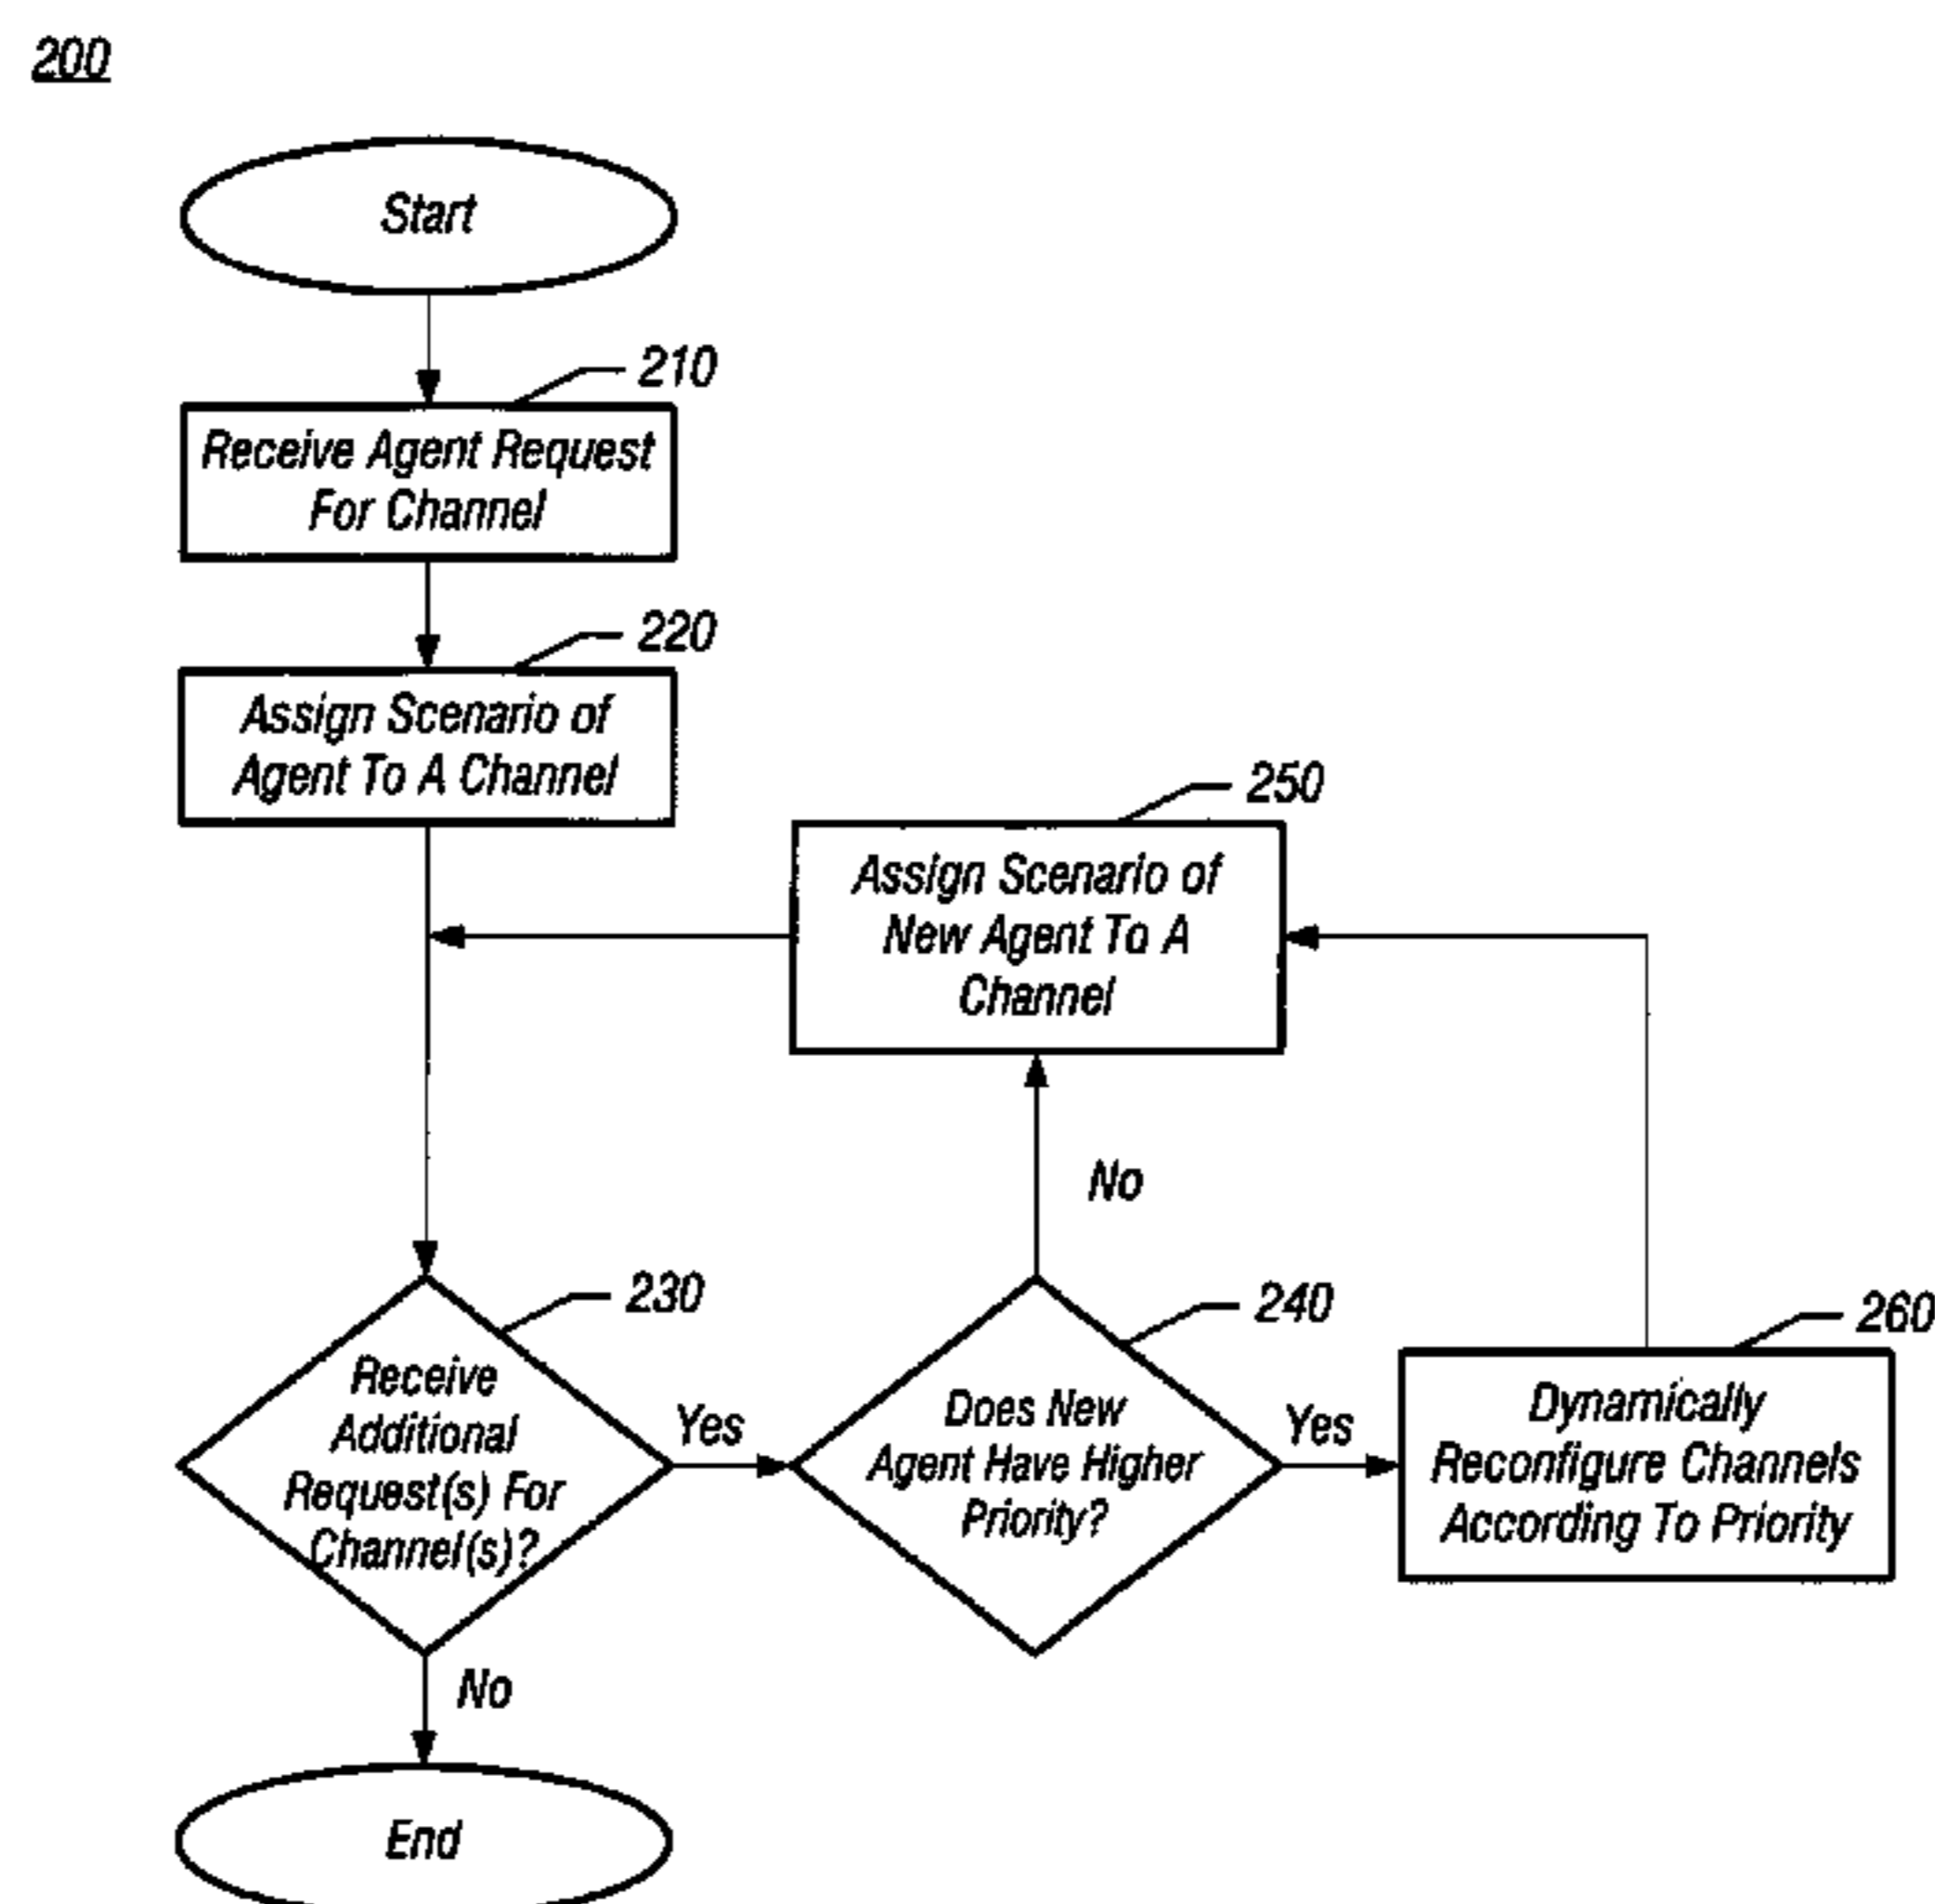 200
Start
210
Receive Agent Request
For Channel
220
Assign Scenario of
Agent To A Channel
250
Assign Scenario of
New Agent To A
Channel
No
230
Receive
Additional
Request(s) For
Channel(s)?
Yes
240
Does New
Agent Have Higher
Priority?
Yes
260
Dynamically
Reconfigure Channels
According To Priority
No
End